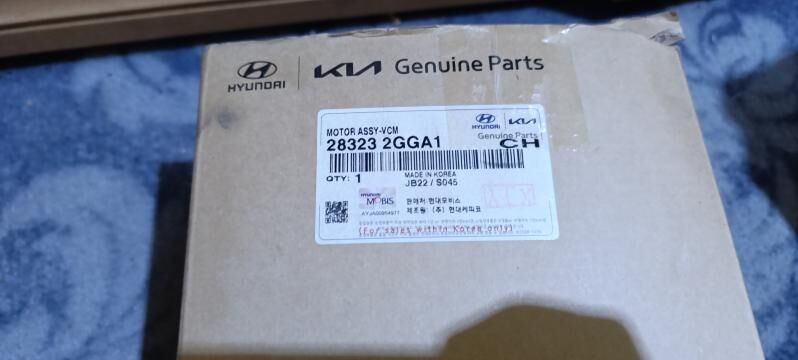 HYUNDAI KIA Genuine Parts
MOTOR ASSY-VCM
28323 2GGA1
HYUNDAI KIA
Genuine Parts
CH
QTY: 1
MADE IN KOREA
JB22 / S045
HYUNDAI
MOBIS
판매처:현대모비스
제조원: (주) 현대케피코
(For sales within Korea only)